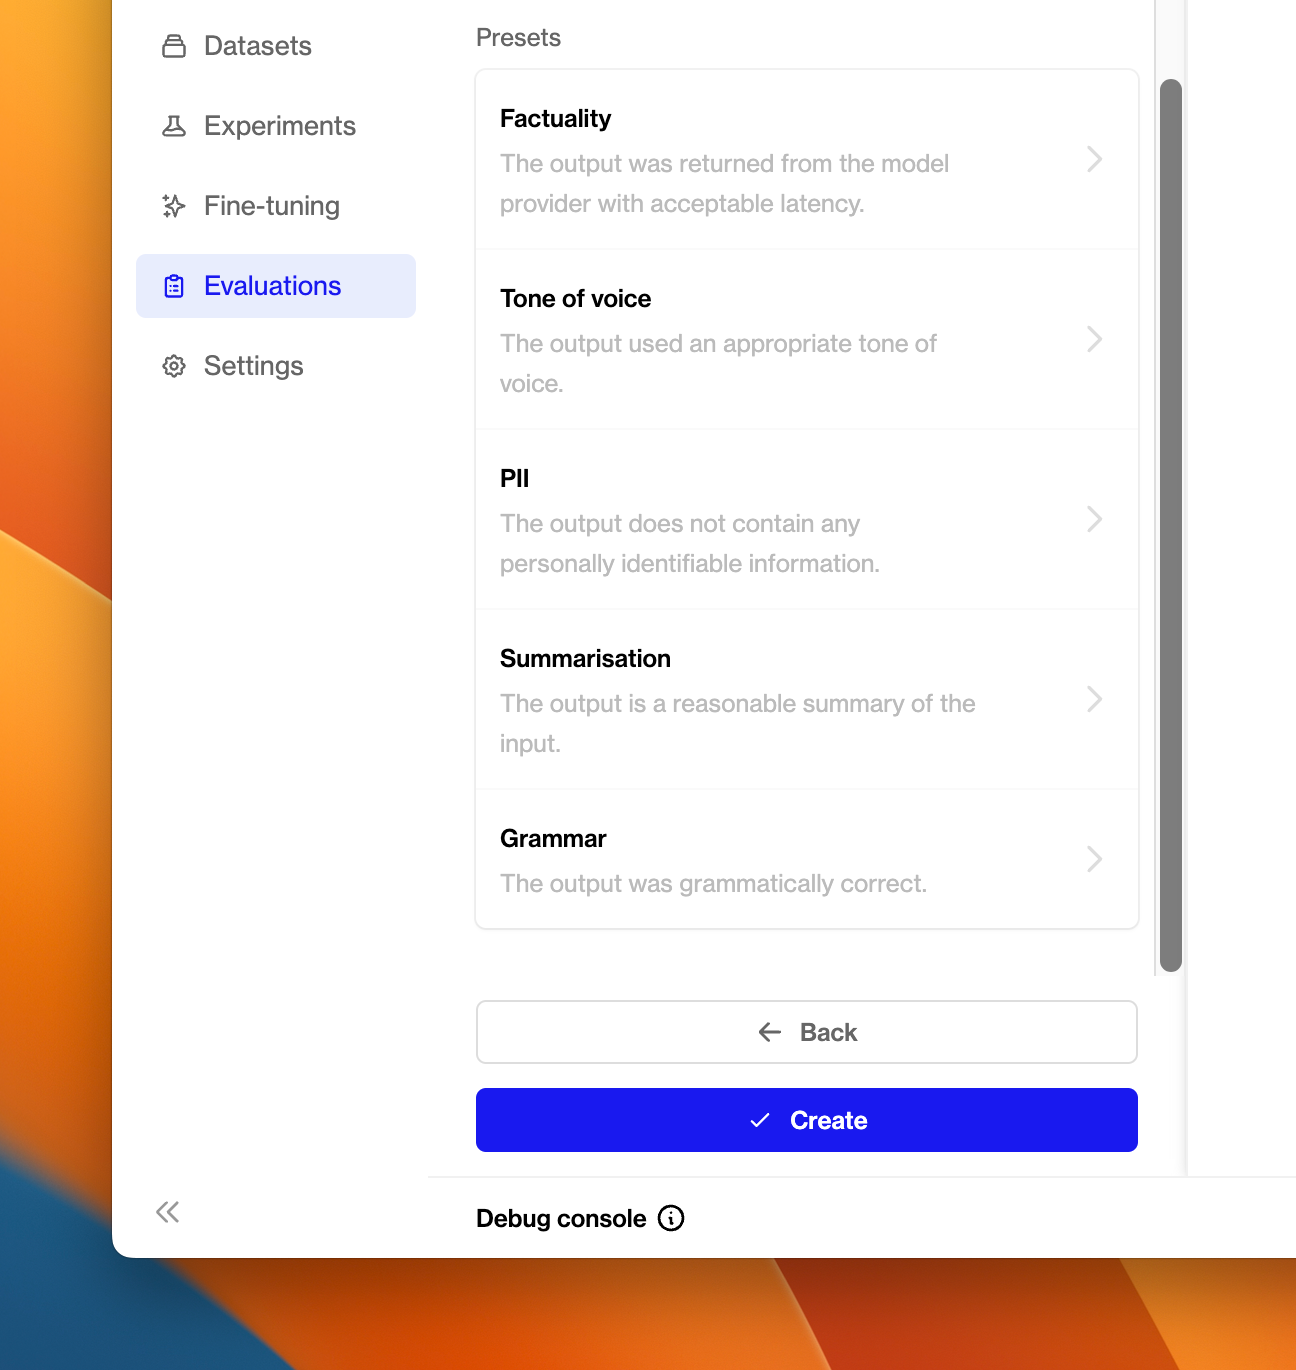 Datasets
Experiments
Fine-tuning
Evaluations
Settings
Presets
Factuality
The output was returned from the model
provider with acceptable latency.
Tone of voice
The output used an appropriate tone of
voice.
PII
The output does not contain any
personally identifiable information.
Summarisation
The output is a reasonable summary of the
input.
Grammar
The output was grammatically correct.
Back
Create
Debug console